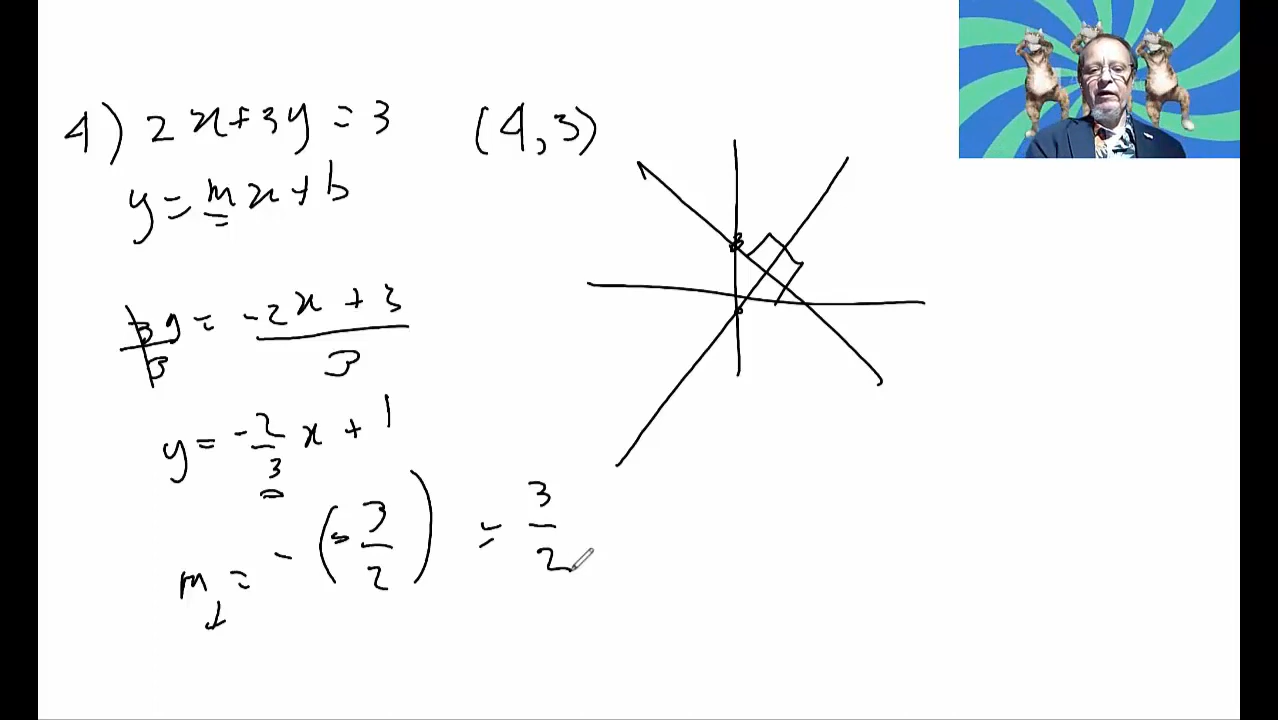 4) 2x+3y = 3 (4,3)
y = mx + b
3y = -2x + 3
3 3
y = -2/3 x + 1
m⊥ = -(-3/2) = 3/2